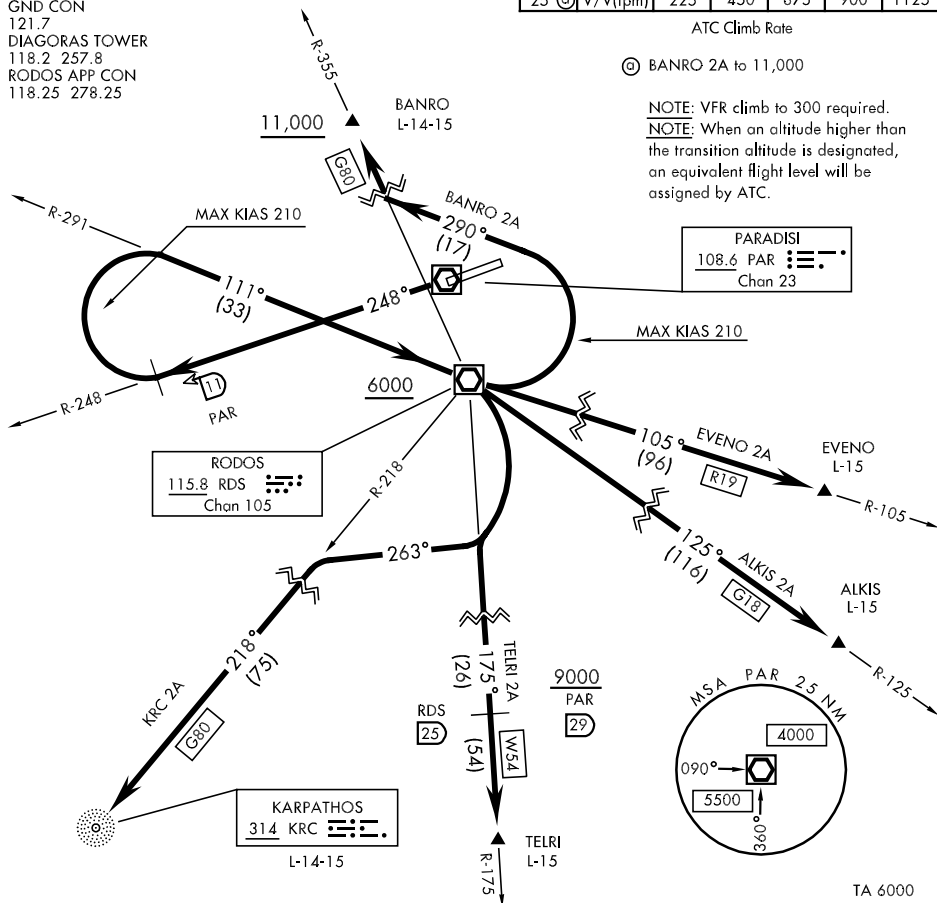 GND CON
121.7
DIAGORAS TOWER
118.2 257.8
RODOS APP CON
118.25 278.25
25 ⓐ V/V(fpm) 225 450 675 900 1125
ATC Climb Rate
ⓐ BANRO 2A to 11,000
NOTE: VFR climb to 300 required.
NOTE: When an altitude higher than
the transition altitude is designated,
an equivalent flight level will be
assigned by ATC.
R-355
BANRO
L-14-15
11,000
G80
BANRO 2A
290°
(17)
R-291
MAX KIAS 210
111°
(33)
248°
PARADISI
108.6 PAR
Chan 23
MAX KIAS 210
R-248
11
PAR
6000
RODOS
115.8 RDS
Chan 105
R-218
105°
(96)
EVENO 2A
R19
EVENO
L-15
R-105
125°
(116)
ALKIS 2A
G18
ALKIS
L-15
R-125
263°
218°
(75)
KRC 2A
G80
175°
(26)
TELRI 2A
9000
PAR
29
RDS
25
(54)
W54
KARPATHOS
314 KRC
L-14-15
TELRI
L-15
R-175
MSA PAR 25 NM
4000
090°
5500
360°
TA 6000